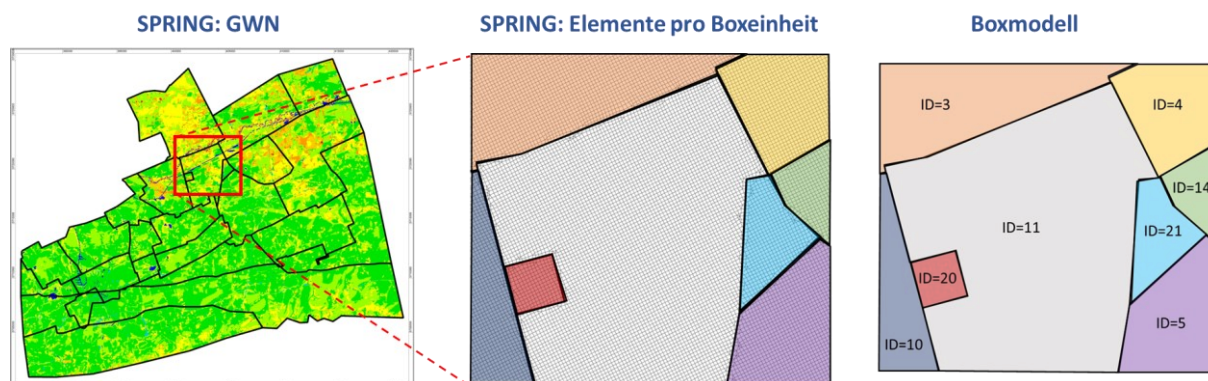 SPRING: GWN
SPRING: Elemente pro Boxeinheit
Boxmodell
ID=3
ID=4
ID=14
ID=11
ID=21
ID=20
ID=5
ID=10